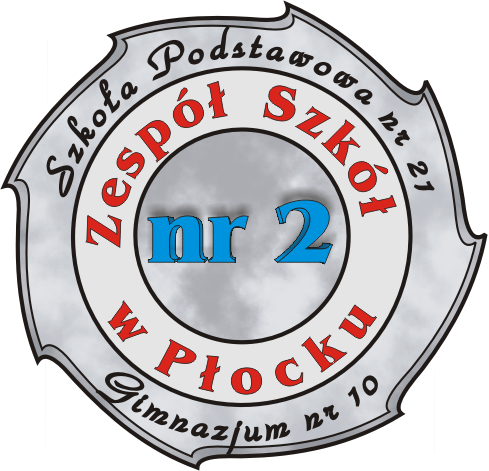 Szkoła Podstawowa nr 21
Zespół Szkół
nr 2
w Płocku
Gimnazjum nr 10